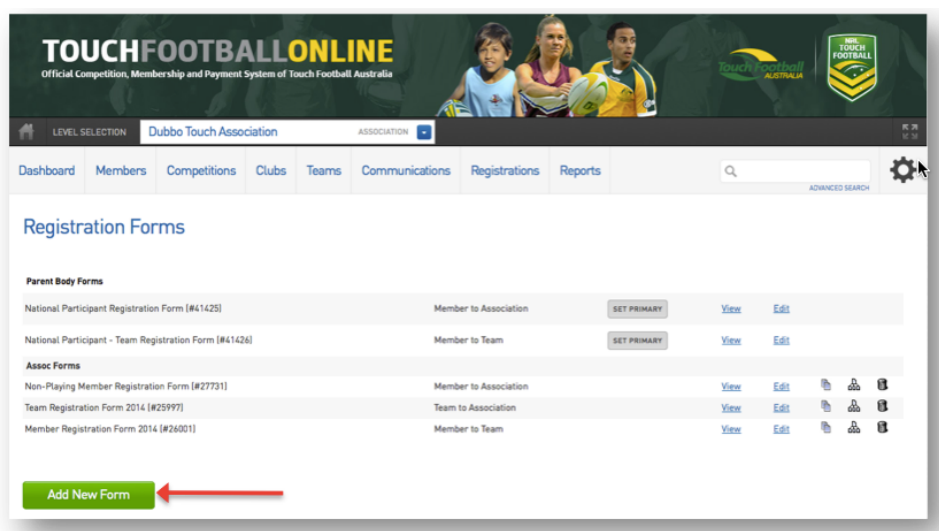 TOUCHFOOTBALLONLINE
Official Competition, Membership and Payment System of Touch Football Australia
Touch Football
AUSTRALIA
NRL
TOUCH
FOOTBALL
LEVEL SELECTION Dubbo Touch Association ASSOCIATION
Dashboard Members Competitions Clubs Teams Communications Registrations Reports
ADVANCED SEARCH
Registration Forms
Parent Body Forms
National Participant Registration Form (#41425) Member to Association SET PRIMARY View Edit
National Participant - Team Registration Form (#41426) Member to Team SET PRIMARY View Edit
Assoc Forms
Non-Playing Member Registration Form (#27731) Member to Association View Edit
Team Registration Form 2014 (#25997) Team to Association View Edit
Member Registration Form 2014 (#26001) Member to Team View Edit
Add New Form